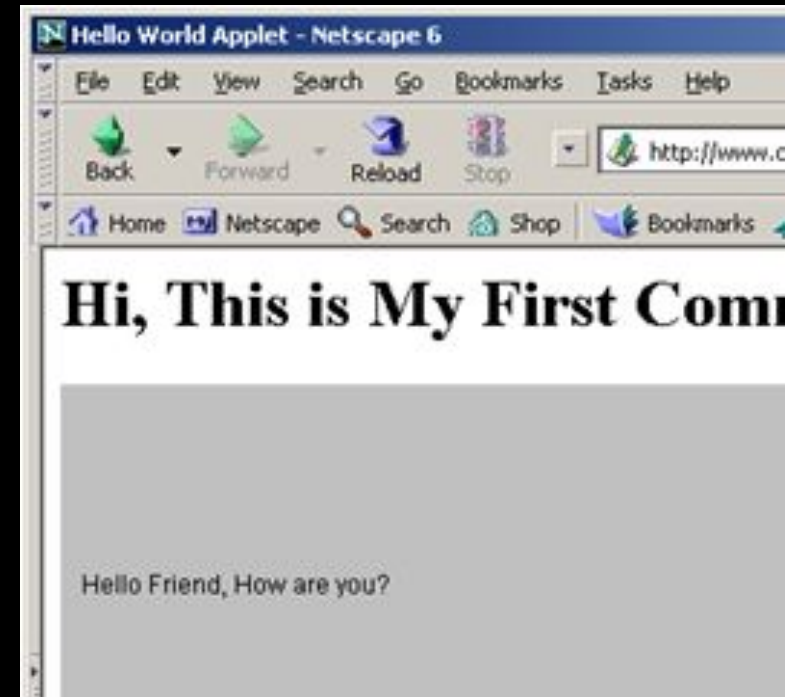 Hello World Applet - Netscape 6
File Edit View Search Go Bookmarks Tasks Help
Back Forward Reload Stop http://www.c
Home Netscape Search Shop Bookmarks
Hi, This is My First Com
Hello Friend, How are you?